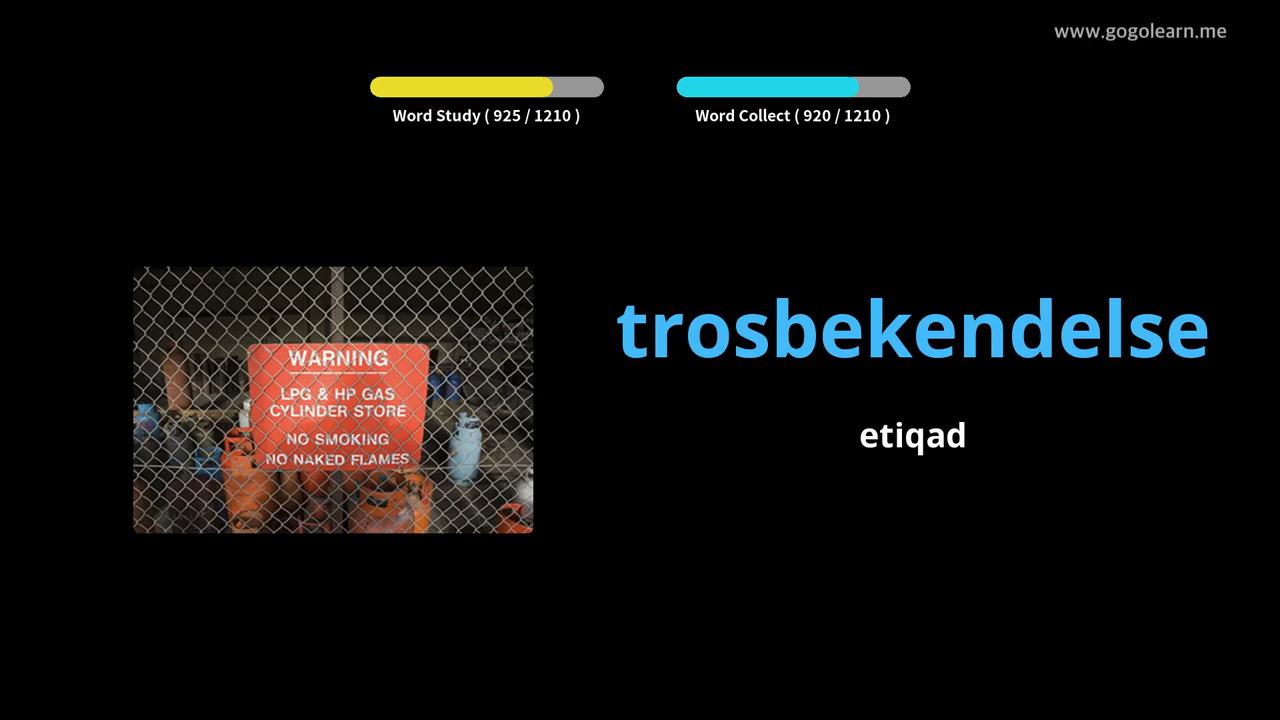 www.gogolearn.me
Word Study ( 925 / 1210 )
Word Collect ( 920 / 1210 )
WARNING
LPG & HP GAS
CYLINDER STORE
NO SMOKING
NO NAKED FLAMES
trosbekendelse
etiqad